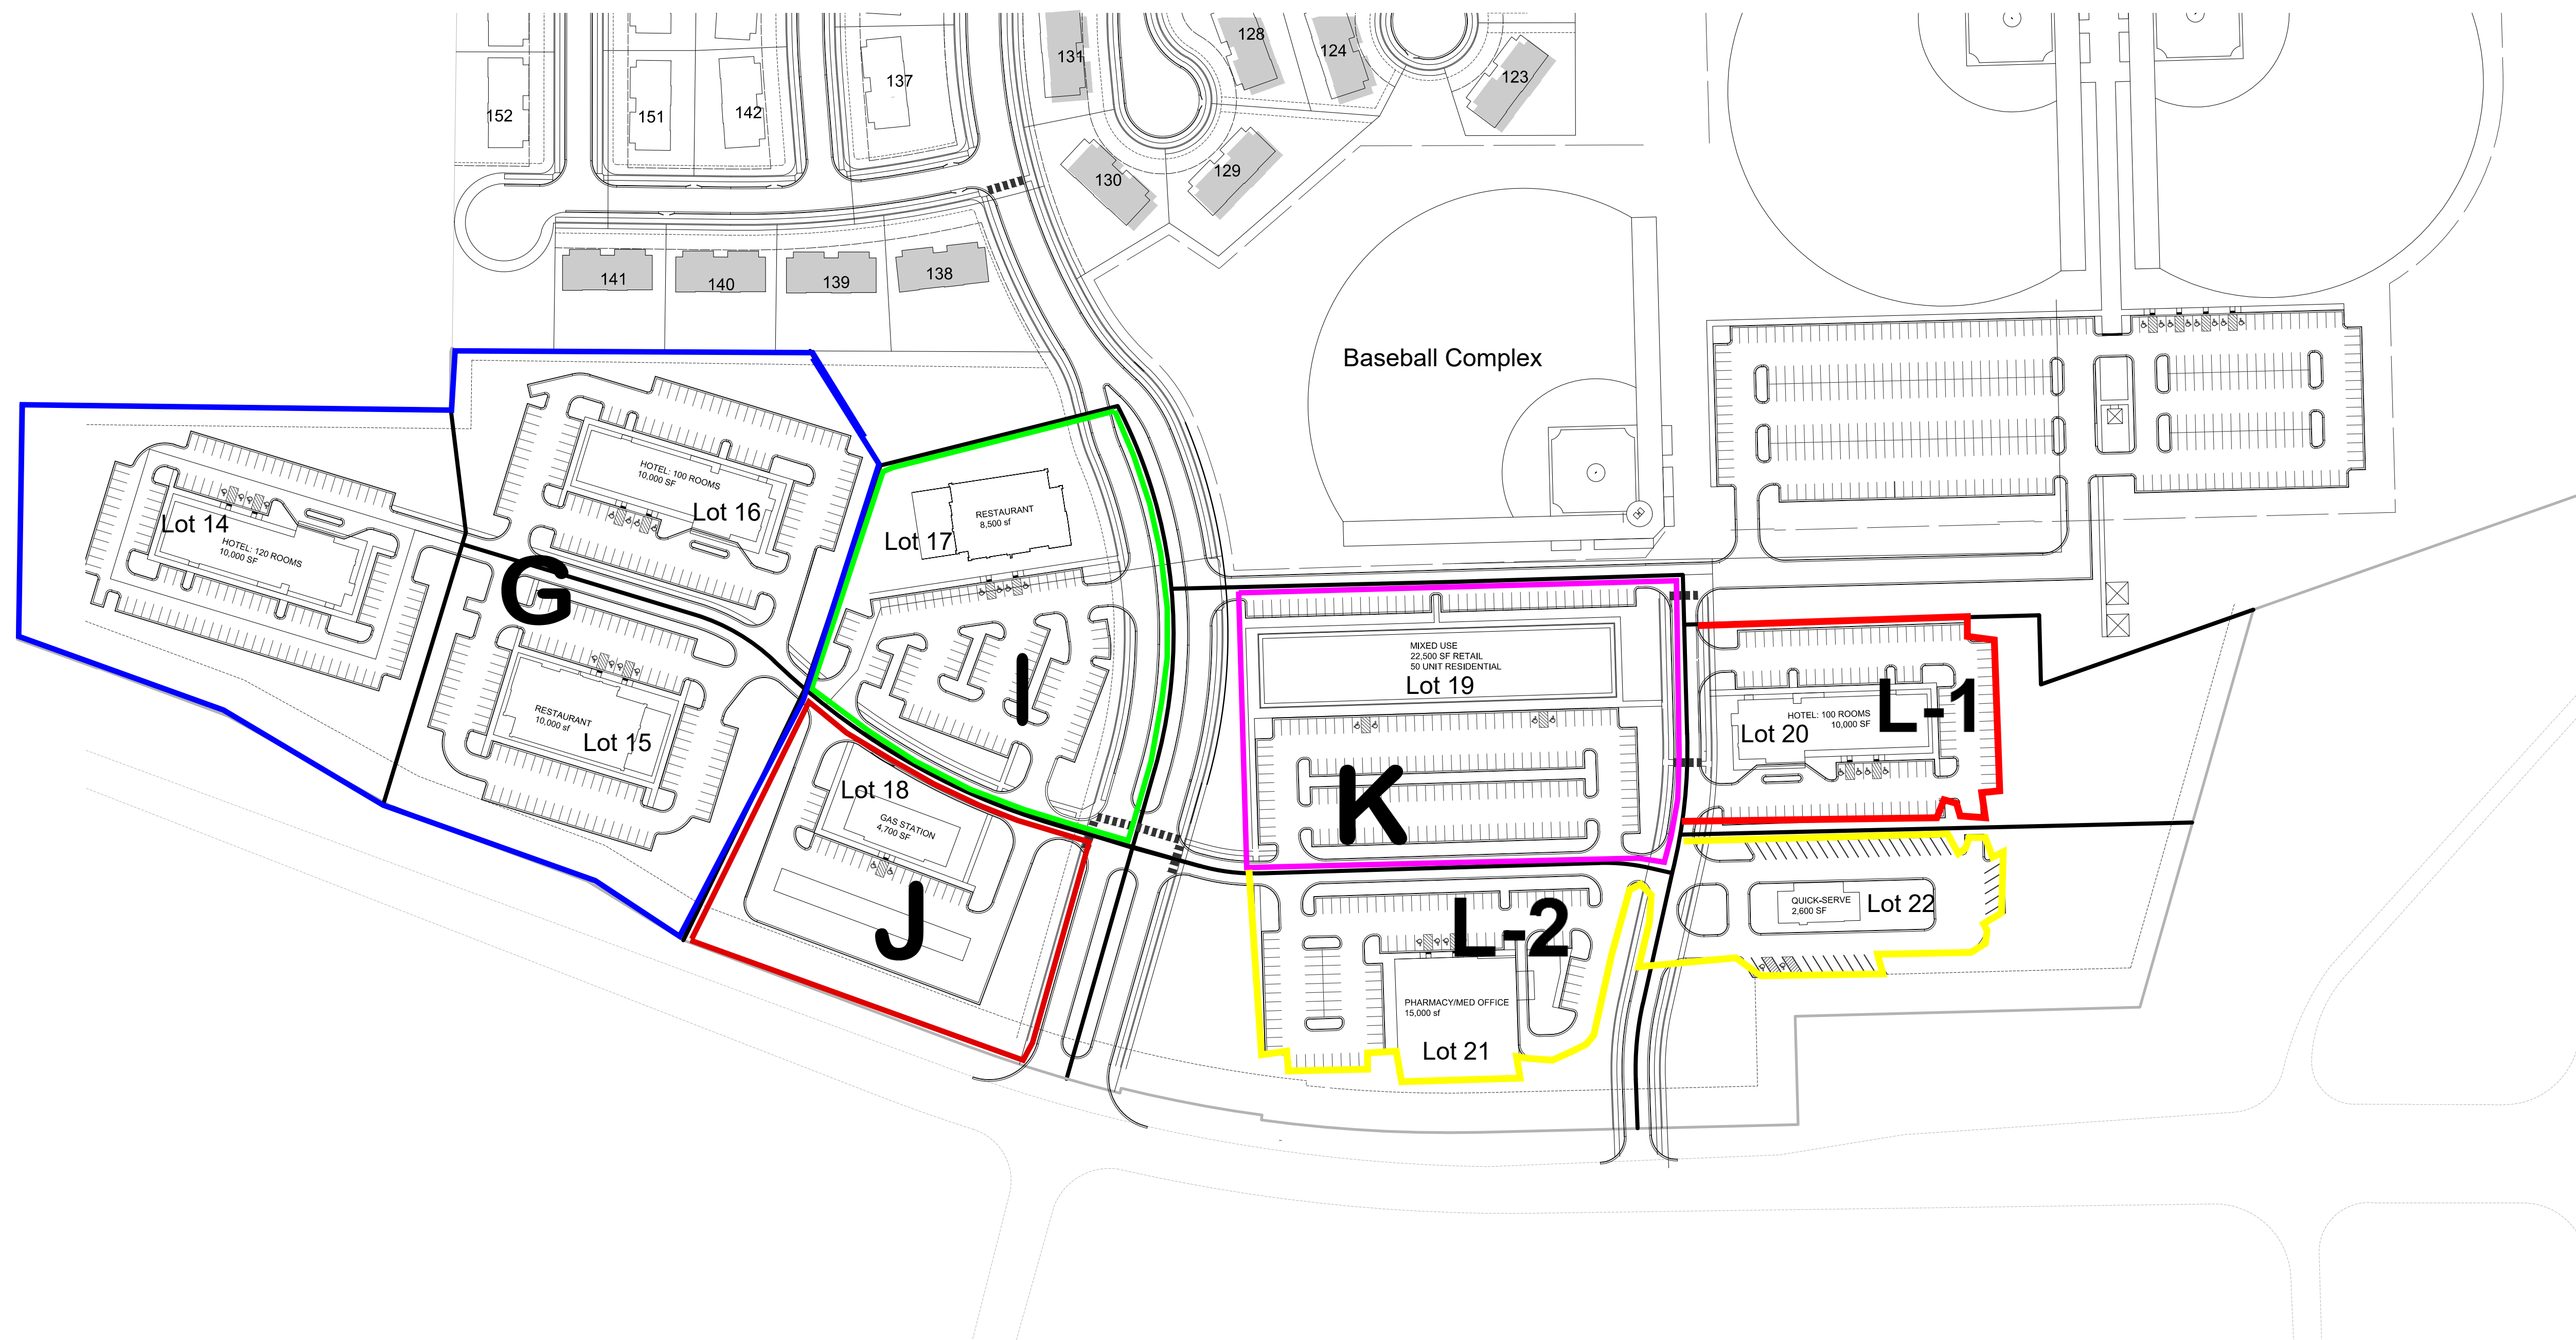 128
124
131
123
137
152
151
142
130
129
141
140
139
138
Baseball Complex
HOTEL: 100 ROOMS
10,000 SF
Lot 16
Lot 14
HOTEL: 120 ROOMS
10,000 SF
G
RESTAURANT
10,000 sf
Lot 15
RESTAURANT
8,500 sf
Lot 17
I
Lot 18
GAS STATION
4,700 SF
J
MIXED USE
22,500 SF RETAIL
50 UNIT RESIDENTIAL
Lot 19
K
HOTEL: 100 ROOMS
10,000 SF
Lot 20
L-1
QUICK-SERVE
2,600 SF
Lot 22
L-2
PHARMACY/MED OFFICE
15,000 sf
Lot 21